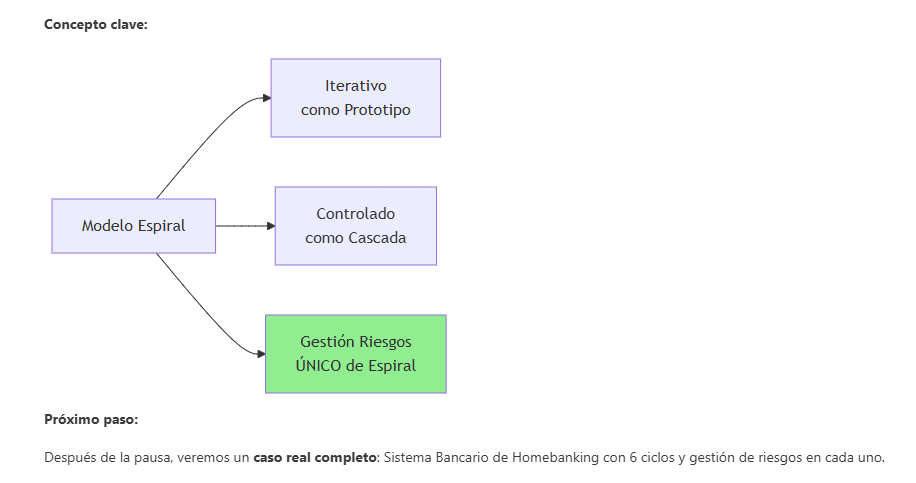 Concepto clave:
Iterativo
como Prototipo
Modelo Espiral
Controlado
como Cascada
Gestión Riesgos
ÚNICO de Espiral
Próximo paso:
Después de la pausa, veremos un caso real completo: Sistema Bancario de Homebanking con 6 ciclos y gestión de riesgos en cada uno.